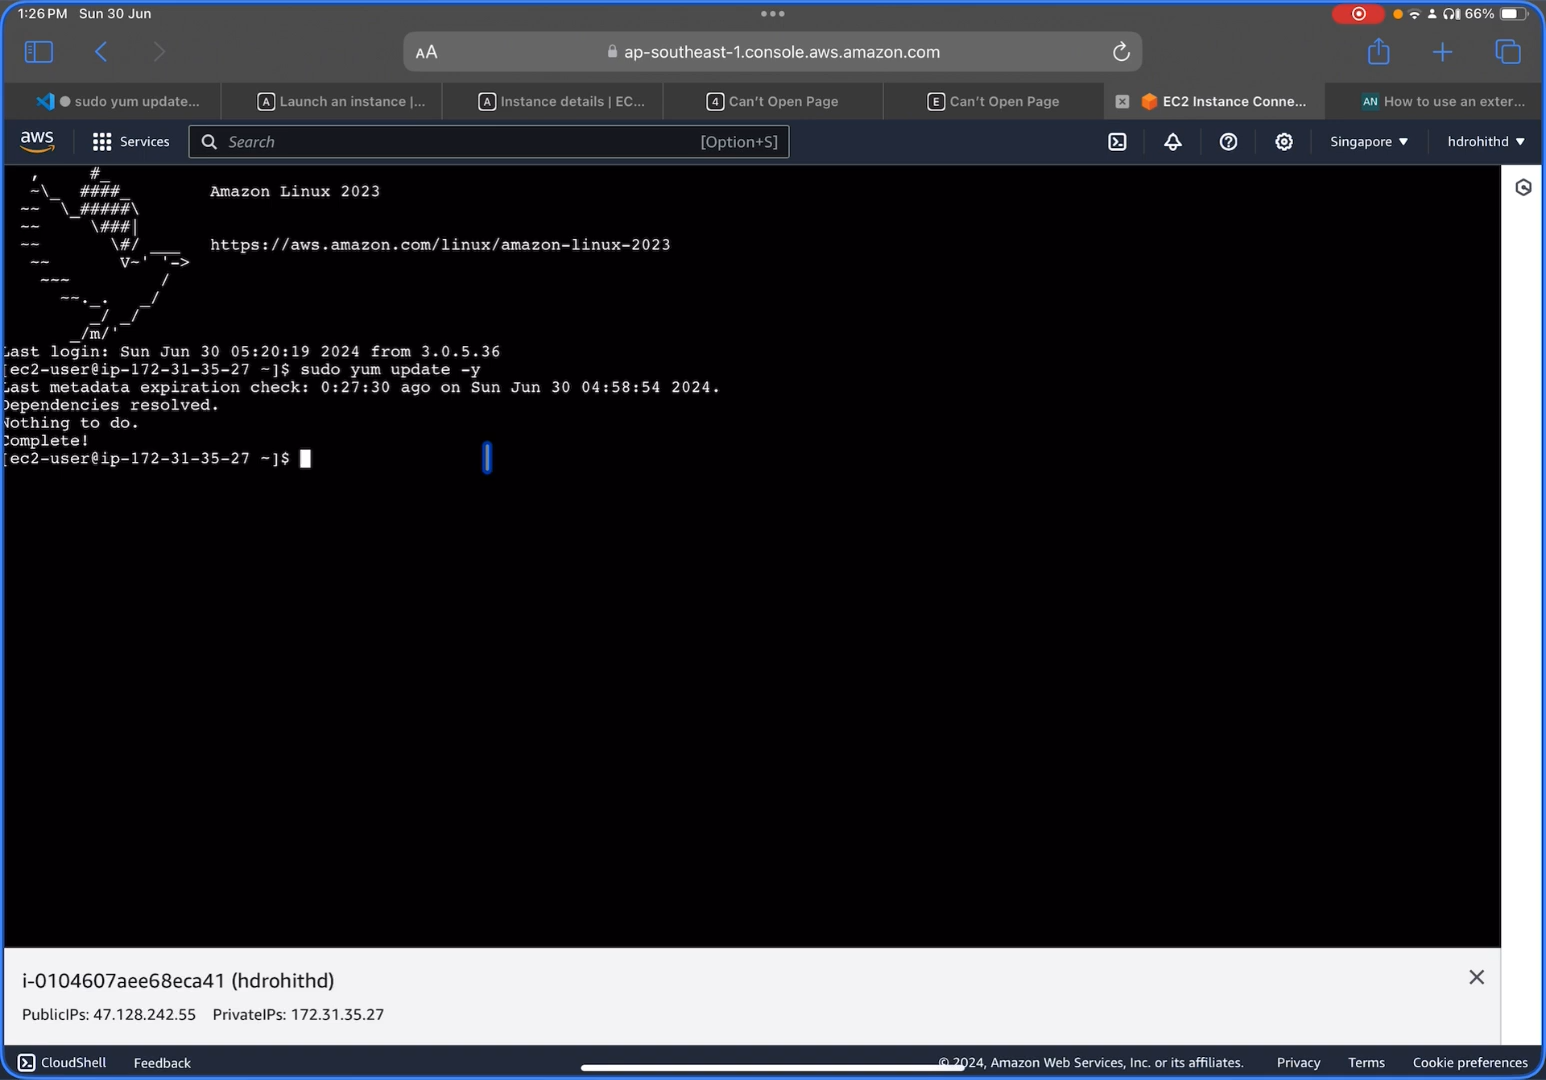 1:26 PM Sun 30 Jun
66%
AA
ap-southeast-1.console.aws.amazon.com
sudo yum update...
Launch an instance |...
Instance details | EC...
Can't Open Page
Can't Open Page
EC2 Instance Conne...
How to use an exter...
aws
Services
Search
[Option+S]
Singapore
hdrohithd
,     #_
~\_  ####_        Amazon Linux 2023
~~  \_#####\
~~     \###|
~~       \#/ ___   https://aws.amazon.com/linux/amazon-linux-2023
~~       V~' '->
~~~         /
~~._.   _/
_/ _/
_/m/'
Last login: Sun Jun 30 05:20:19 2024 from 3.0.5.36
[ec2-user@ip-172-31-35-27 ~]$ sudo yum update -y
Last metadata expiration check: 0:27:30 ago on Sun Jun 30 04:58:54 2024.
Dependencies resolved.
Nothing to do.
Complete!
[ec2-user@ip-172-31-35-27 ~]$
i-0104607aee68eca41 (hdrohithd)
PublicIPs: 47.128.242.55 PrivateIPs: 172.31.35.27
CloudShell
Feedback
© 2024, Amazon Web Services, Inc. or its affiliates.
Privacy
Terms
Cookie preferences